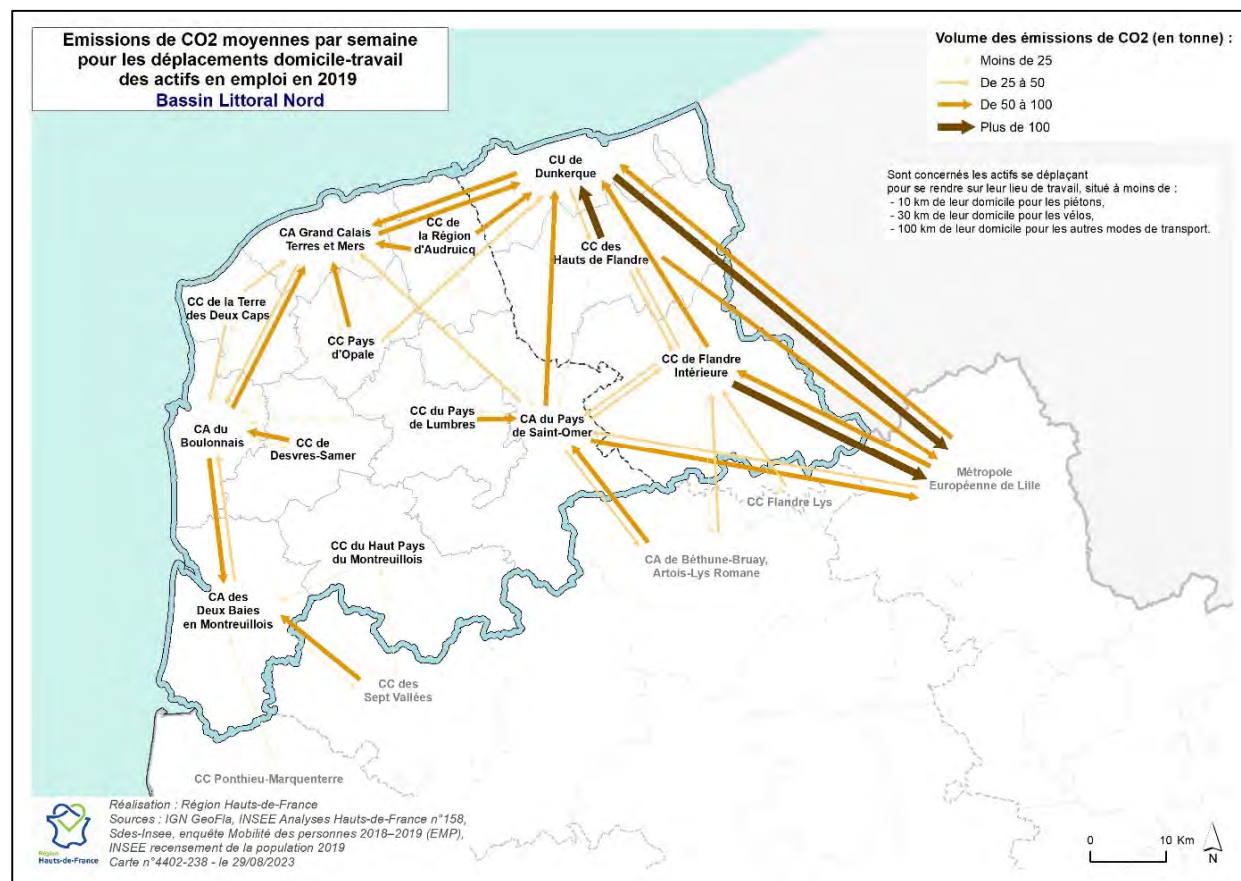 Emissions de CO2 moyennes par semaine
pour les déplacements domicile-travail
des actifs en emploi en 2019
Bassin Littoral Nord
Volume des émissions de CO2 (en tonne) :
Moins de 25
De 25 à 50
De 50 à 100
Plus de 100
Sont concernés les actifs se déplaçant
pour se rendre sur leur lieu de travail, situé à moins de :
- 10 km de leur domicile pour les piétons,
- 30 km de leur domicile pour les vélos,
- 100 km de leur domicile pour les autres modes de transport.
CU de
Dunkerque
CA Grand Calais
Terres et Mers
CC de
la Région
d'Audruicq
CC des
Hauts de Flandre
CC de la Terre
des Deux Caps
CC Pays
d'Opale
CC de Flandre
Intérieure
CA du
Boulonnais
CC de
Desvres-Samer
CC du Pays
de Lumbres
CA du Pays
de Saint-Omer
Métropole
Européenne de Lille
CC Flandre Lys
CC du Haut Pays
du Montreuillois
CA de Béthune-Bruay,
Artois-Lys Romane
CA des
Deux Baies
en Montreuillois
CC des
Sept Vallées
CC Ponthieu-Marquenterre
Région
Hauts-de-France
Réalisation : Région Hauts-de-France
Sources : IGN GeoFla, INSEE Analyses Hauts-de-France n°158,
Sdes-Insee, enquête Mobilité des personnes 2018–2019 (EMP),
INSEE recensement de la population 2019
Carte n°4402-238 - le 29/08/2023
0 10 Km
N